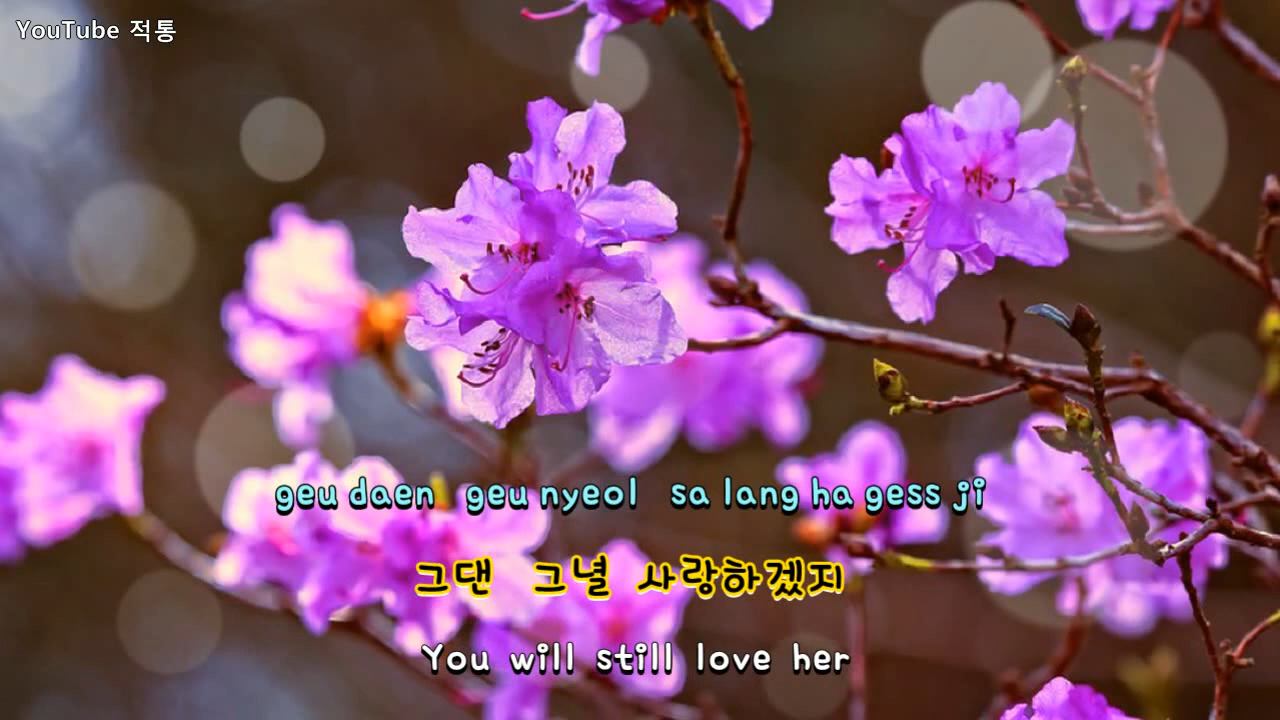 YouTube 적통
geu daen geu nyeol sa lang ha gess ji
그댄 그녈 사랑하겠지
You will still love her